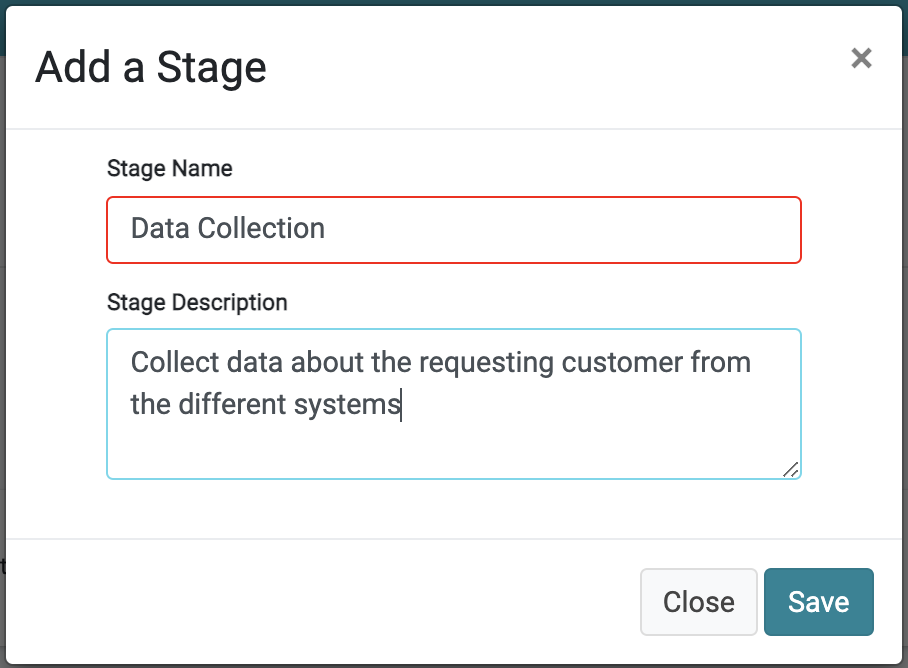 Add a Stage
×
Stage Name
Data Collection
Stage Description
Collect data about the requesting customer from
the different systems
Close
Save